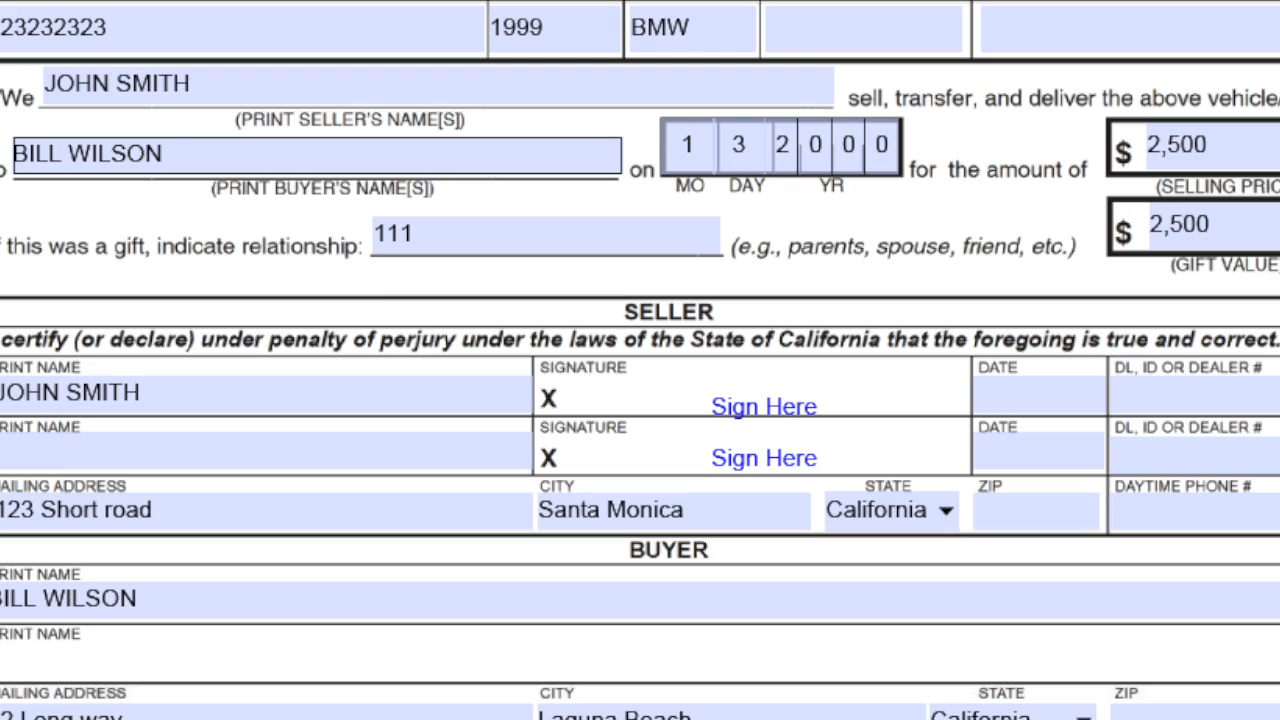 23232323 1999 BMW
We JOHN SMITH sell, transfer, and deliver the above vehicle
(PRINT SELLER'S NAME[S])
BILL WILSON on 1 3 2 0 0 0 for the amount of $ 2,500
(PRINT BUYER'S NAME[S]) MO DAY YR (SELLING PRIC
this was a gift, indicate relationship: 111 (e.g., parents, spouse, friend, etc.) $ 2,500
(GIFT VALUE
SELLER
certify (or declare) under penalty of perjury under the laws of the State of California that the foregoing is true and correct.
RINT NAME SIGNATURE DATE DL, ID OR DEALER #
JOHN SMITH X Sign Here
RINT NAME SIGNATURE DATE DL, ID OR DEALER #
X Sign Here
AILING ADDRESS CITY STATE ZIP DAYTIME PHONE #
123 Short road Santa Monica California
BUYER
RINT NAME
BILL WILSON
RINT NAME
AILING ADDRESS CITY STATE ZIP
2 Long way Laguna Beach California